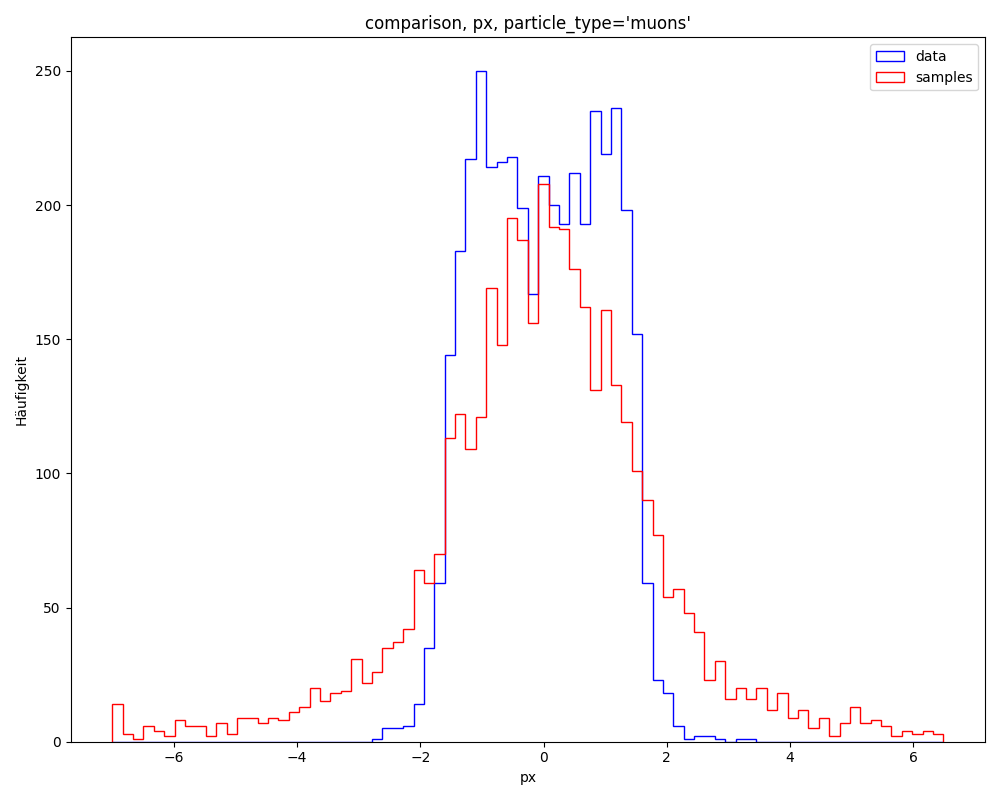 comparison, px, particle_type='muons'
data
samples
Häufigkeit
250
200
150
100
50
0
−6
−4
−2
0
2
4
6
px